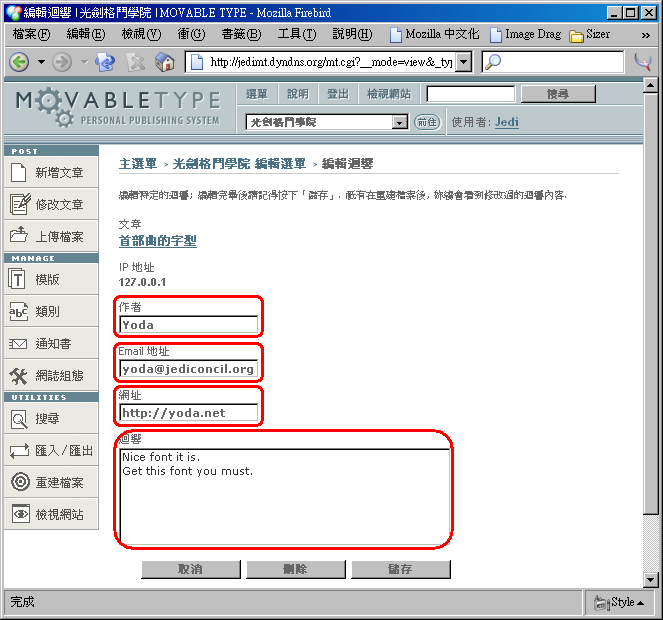 編輯迴響 | 光劍格鬥學院 | MOVABLE TYPE - Mozilla Firebird
檔案(F) 編輯(E) 檢視(V) 衝(G) 書籤(B) 工具(T) 說明(H) Mozilla 中文化 Image Drag Sizer »
http://jedimt.dyndns.org/mt.cgi?__mode=view&_ty
MOVABLETYPE
PERSONAL PUBLISHING SYSTEM
選單 說明 登出 檢視網站 搜尋
光劍格鬥學院 前往 使用者: Jedi
POST
新增文章
修改文章
上傳檔案
MANAGE
模版
abc 類別
通知書
網誌組態
UTILITIES
搜尋
匯入/匯出
重建檔案
檢視網站
主選單 > 光劍格鬥學院 編輯選單 > 編輯迴響
編輯特定的迴響; 編輯完畢後請記得按下「儲存」. 祇有在重建檔案後, 妳纔會看到修改過的迴響內容.
文章
首部曲的字型
IP 地址
127.0.0.1
作者
Yoda
Email 地址
yoda@jediconcil.org
網址
http://yoda.net
迴響
Nice font it is.
Get this font you must.
取消 刪除 儲存
完成 Style